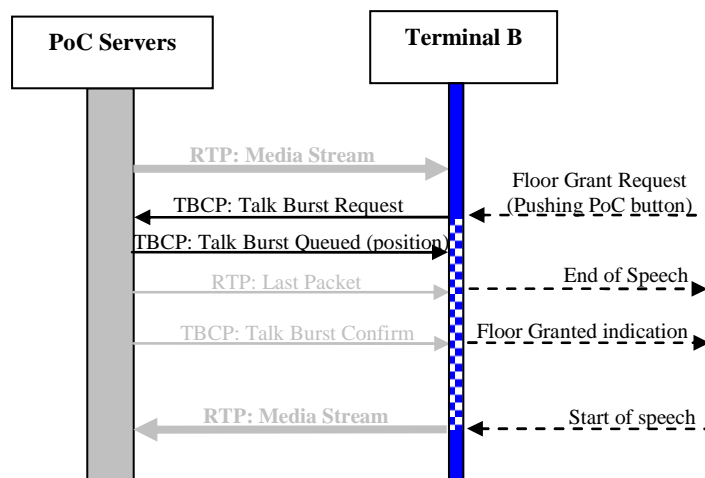 PoC Servers
Terminal B
RTP: Media Stream
Floor Grant Request
(Pushing PoC button)
TBCP: Talk Burst Request
TBCP: Talk Burst Queued (position)
RTP: Last Packet
End of Speech
TBCP: Talk Burst Confirm
Floor Granted indication
RTP: Media Stream
Start of speech